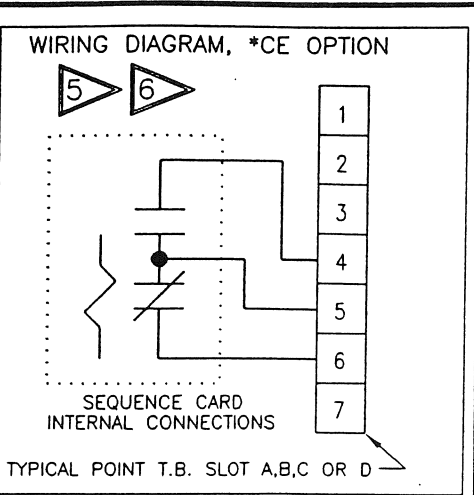 WIRING DIAGRAM, *CE OPTION
5 6
1
2
3
4
5
6
7
SEQUENCE CARD
INTERNAL CONNECTIONS
TYPICAL POINT T.B. SLOT A,B,C OR D